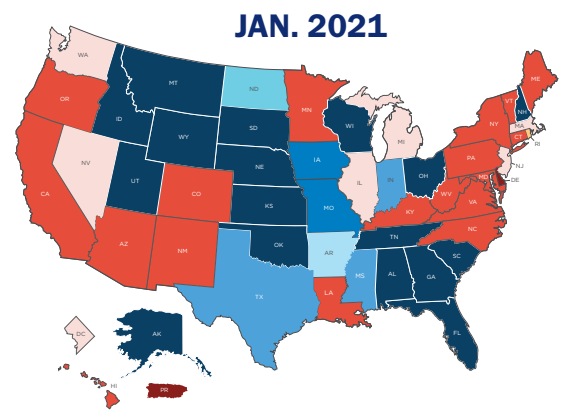 JAN. 2021
WA
MT
ND
MN
ME
OR
ID
SD
WI
VT
NH
NY
MA
WY
MI
CT
RI
IA
PA
NJ
NV
NE
OH
MD
DE
UT
IL
IN
CA
CO
WV
VA
KS
MO
KY
NC
TN
AZ
NM
OK
AR
SC
MS
AL
GA
TX
LA
FL
DC
AK
HI
PR